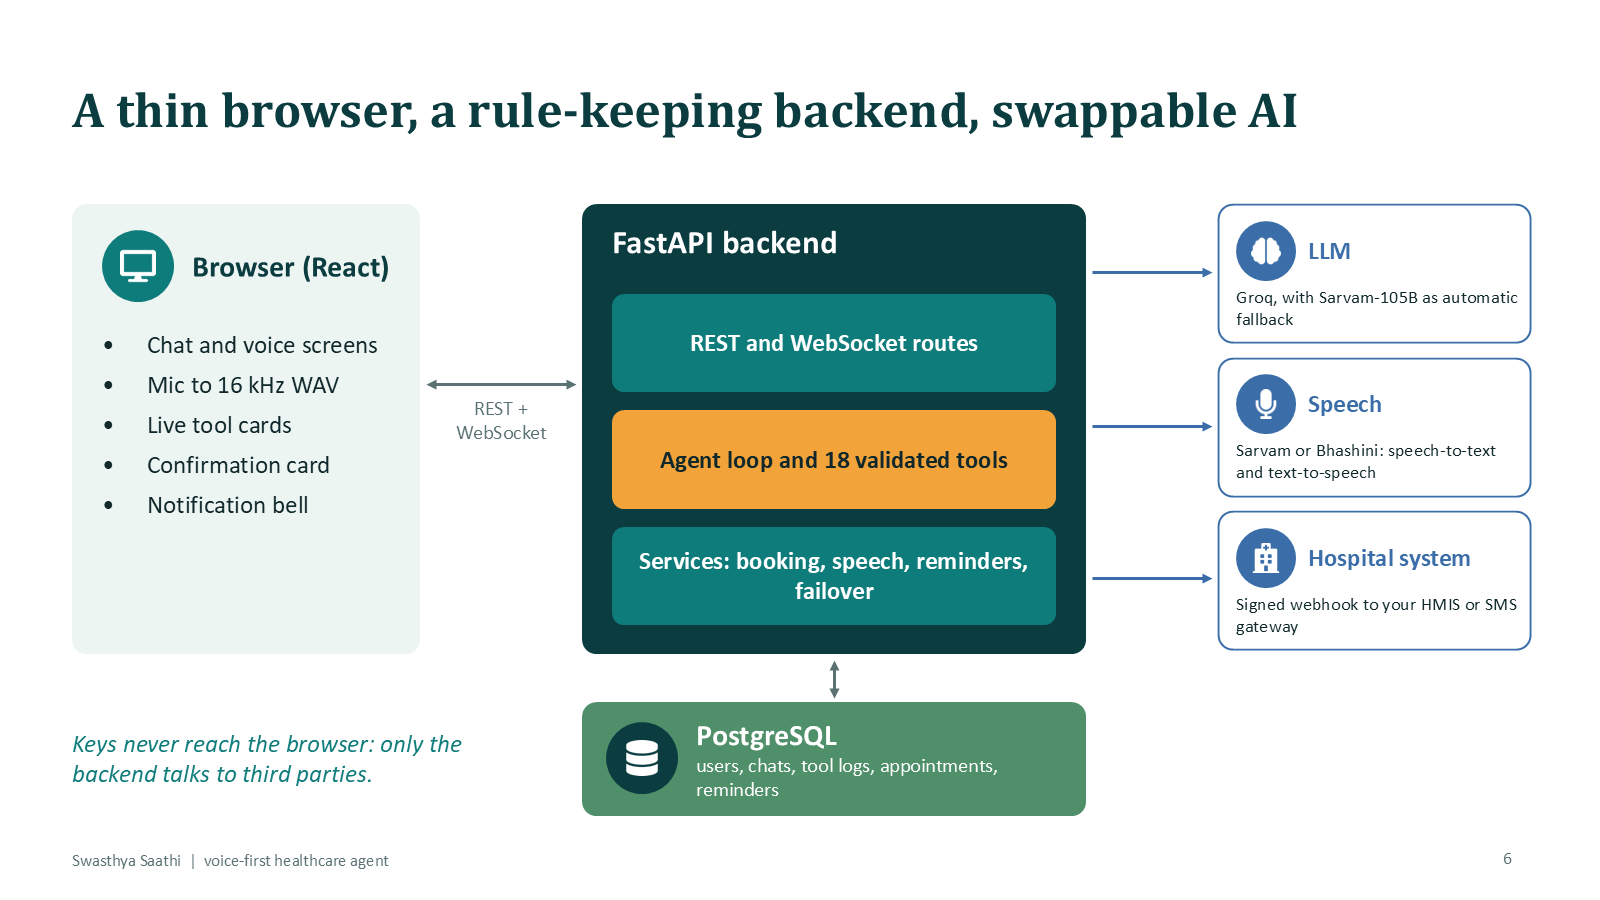 A thin browser, a rule-keeping backend, swappable AI
Browser (React)
• Chat and voice screens
• Mic to 16 kHz WAV
• Live tool cards
• Confirmation card
• Notification bell
REST +
WebSocket
FastAPI backend
REST and WebSocket routes
Agent loop and 18 validated tools
Services: booking, speech, reminders,
failover
LLM
Groq, with Sarvam-105B as automatic
fallback
Speech
Sarvam or Bhashini: speech-to-text
and text-to-speech
Hospital system
Signed webhook to your HMIS or SMS
gateway
PostgreSQL
users, chats, tool logs, appointments,
reminders
Keys never reach the browser: only the
backend talks to third parties.
Swasthya Saathi | voice-first healthcare agent
6